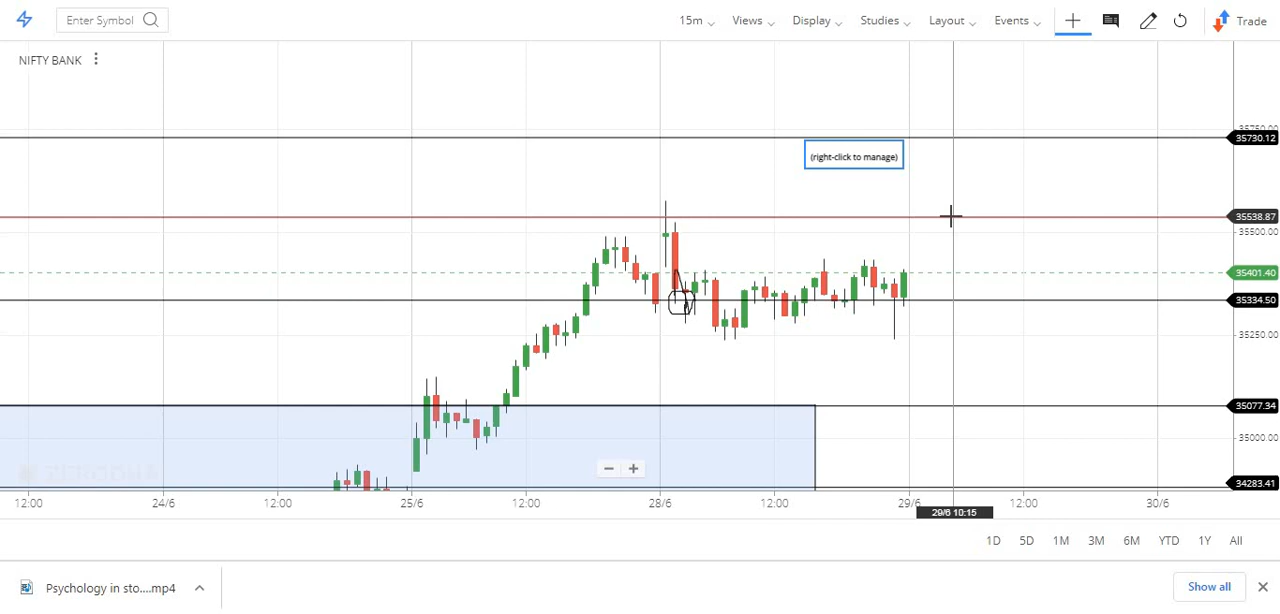 Enter Symbol
15m Views Display Studies Layout Events Trade
NIFTY BANK
35730.12
(right-click to manage)
35538.87
35500.00
35401.40
35334.50
35250.00
35077.34
35000.00
34283.41
12:00 24/6 12:00 25/6 12:00 28/6 12:00 29/6 12:00 30/6
29/6 10:15
1D 5D 1M 3M 6M YTD 1Y All
Psychology in sto....mp4
Show all